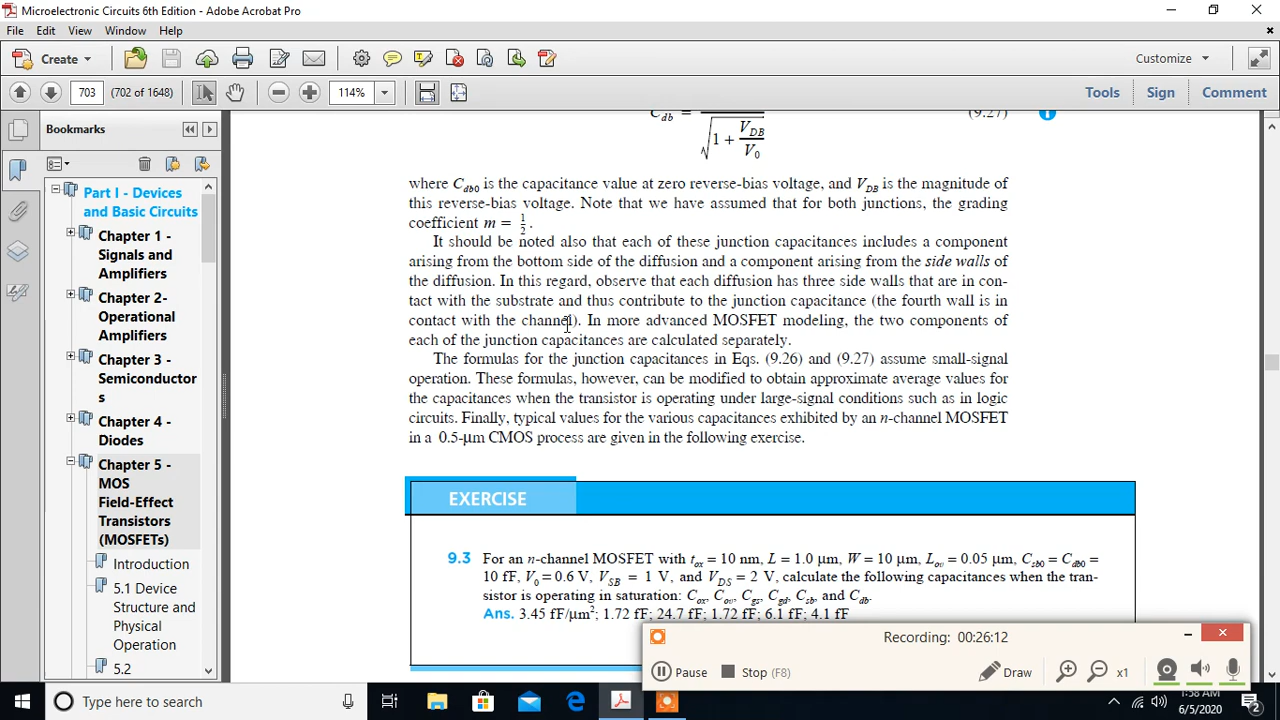 Microelectronic Circuits 6th Edition - Adobe Acrobat Pro
File Edit View Window Help
Create
Customize
703 (702 of 1648)
114%
Tools Sign Comment
Bookmarks
Part I - Devices
and Basic Circuits
Chapter 1 -
Signals and
Amplifiers
Chapter 2-
Operational
Amplifiers
Chapter 3 -
Semiconductor
s
Chapter 4 -
Diodes
Chapter 5 -
MOS
Field-Effect
Transistors
(MOSFETs)
Introduction
5.1 Device
Structure and
Physical
Operation
5.2
C_db = / √(1 + V_DB/V_0) (9.27)
where C_db0 is the capacitance value at zero reverse-bias voltage, and V_DB is the magnitude of
this reverse-bias voltage. Note that we have assumed that for both junctions, the grading
coefficient m = 1/2.
It should be noted also that each of these junction capacitances includes a component
arising from the bottom side of the diffusion and a component arising from the side walls of
the diffusion. In this regard, observe that each diffusion has three side walls that are in con-
tact with the substrate and thus contribute to the junction capacitance (the fourth wall is in
contact with the channel). In more advanced MOSFET modeling, the two components of
each of the junction capacitances are calculated separately.
The formulas for the junction capacitances in Eqs. (9.26) and (9.27) assume small-signal
operation. These formulas, however, can be modified to obtain approximate average values for
the capacitances when the transistor is operating under large-signal conditions such as in logic
circuits. Finally, typical values for the various capacitances exhibited by an n-channel MOSFET
in a 0.5-µm CMOS process are given in the following exercise.
EXERCISE
9.3 For an n-channel MOSFET with t_ox = 10 nm, L = 1.0 µm, W = 10 µm, L_ov = 0.05 µm, C_sb0 = C_db0 =
10 fF, V_0 = 0.6 V, V_SB = 1 V, and V_DS = 2 V, calculate the following capacitances when the tran-
sistor is operating in saturation: C_ox, C_ov, C_gs, C_gd, C_sb, and C_db.
Ans. 3.45 fF/µm²; 1.72 fF; 24.7 fF; 1.72 fF; 6.1 fF; 4.1 fF
Recording: 00:26:12
Pause Stop (F8) Draw x1
Type here to search
1:58 AM
6/5/2020
2